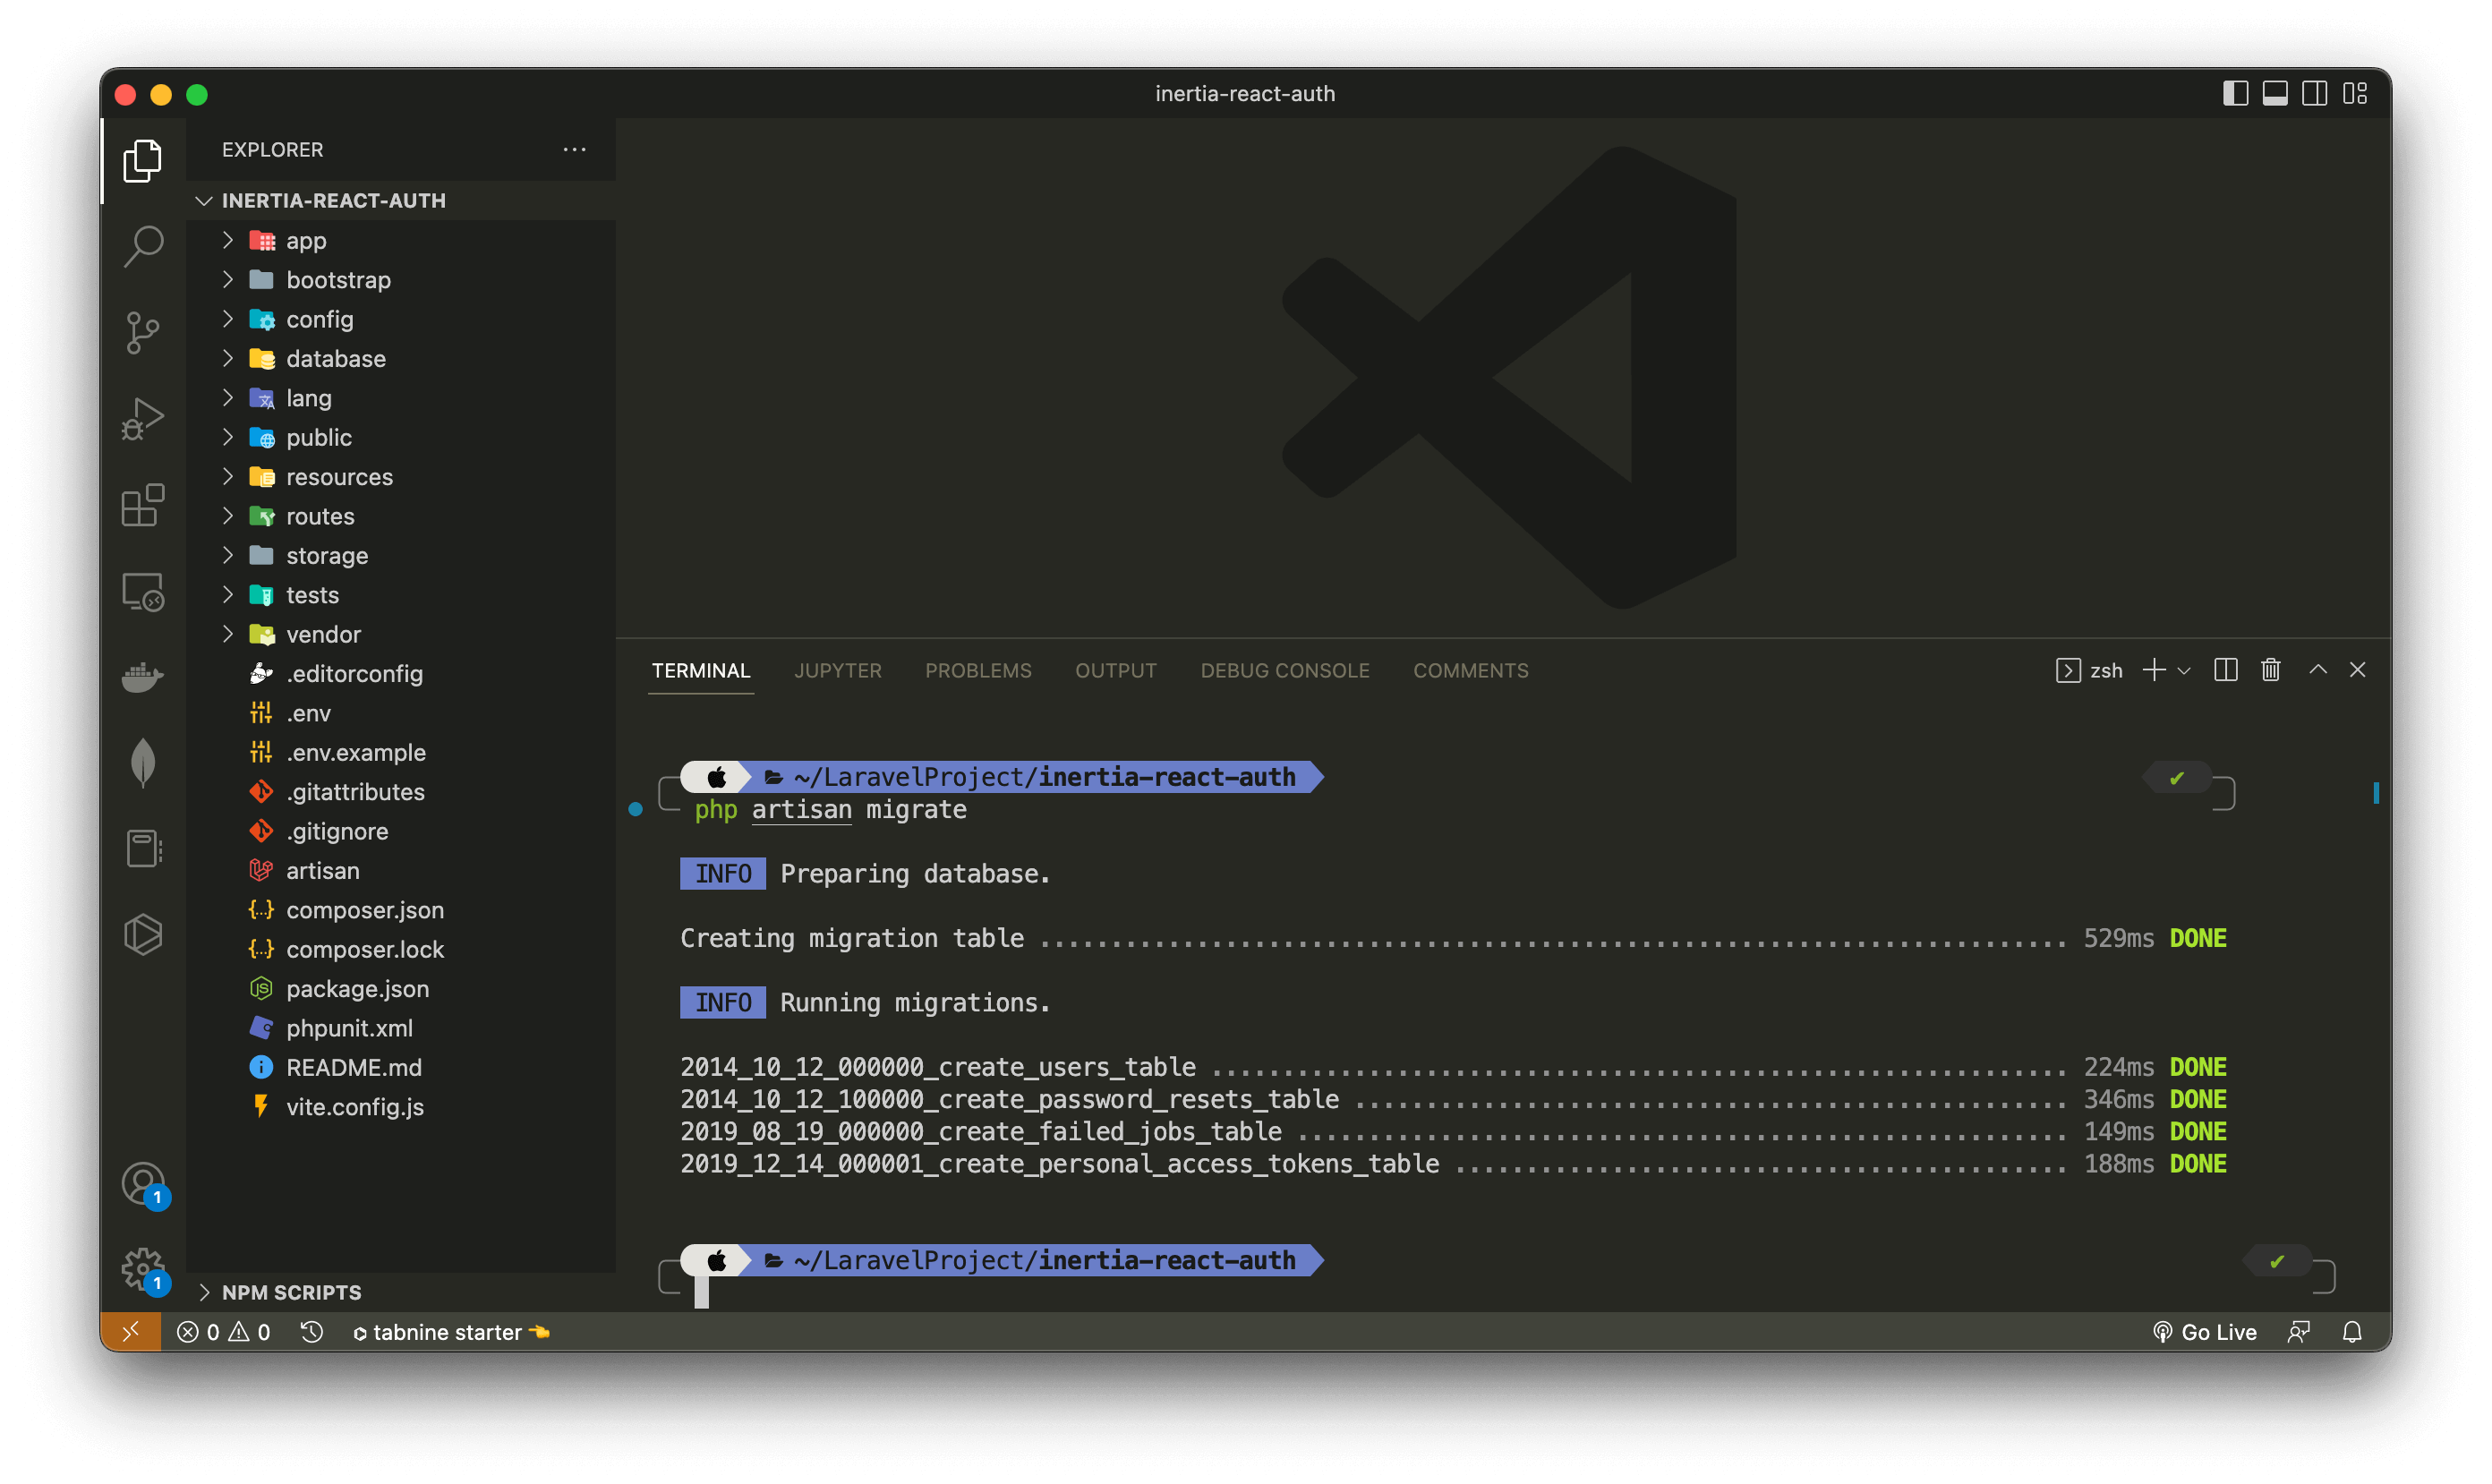 inertia-react-auth
EXPLORER
INERTIA-REACT-AUTH
app
bootstrap
config
database
lang
public
resources
routes
storage
tests
vendor
.editorconfig
.env
.env.example
.gitattributes
.gitignore
artisan
composer.json
composer.lock
package.json
phpunit.xml
README.md
vite.config.js
NPM SCRIPTS
1
1
TERMINAL JUPYTER PROBLEMS OUTPUT DEBUG CONSOLE COMMENTS zsh
~/LaravelProject/inertia-react-auth ✔
php artisan migrate
INFO Preparing database.
Creating migration table ........................................................................ 529ms DONE
INFO Running migrations.
2014_10_12_000000_create_users_table ............................................................ 224ms DONE
2014_10_12_100000_create_password_resets_table .................................................. 346ms DONE
2019_08_19_000000_create_failed_jobs_table ...................................................... 149ms DONE
2019_12_14_000001_create_personal_access_tokens_table ........................................... 188ms DONE
~/LaravelProject/inertia-react-auth ✔
0 0 tabnine starter 👈 Go Live